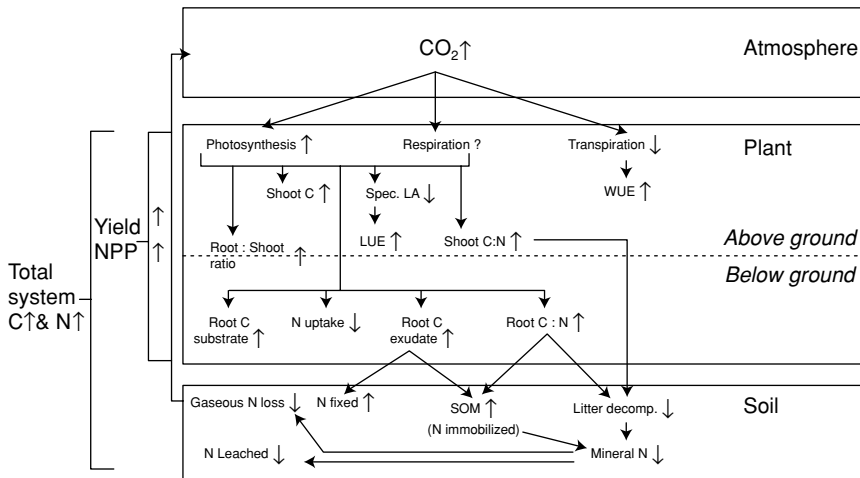 CO₂↑
Atmosphere
Photosynthesis ↑
Respiration ?
Transpiration ↓
Plant
Shoot C ↑
Spec. LA ↓
WUE ↑
Yield ↑
NPP ↑
Root : Shoot
ratio ↑
LUE ↑
Shoot C:N ↑
Above ground
Below ground
Total
system
C↑& N↑
Root C
substrate ↑
N uptake ↓
Root C
exudate ↑
Root C : N ↑
Gaseous N loss ↓
N fixed ↑
SOM ↑
(N immobilized)
Litter decomp. ↓
Soil
N Leached ↓
Mineral N ↓